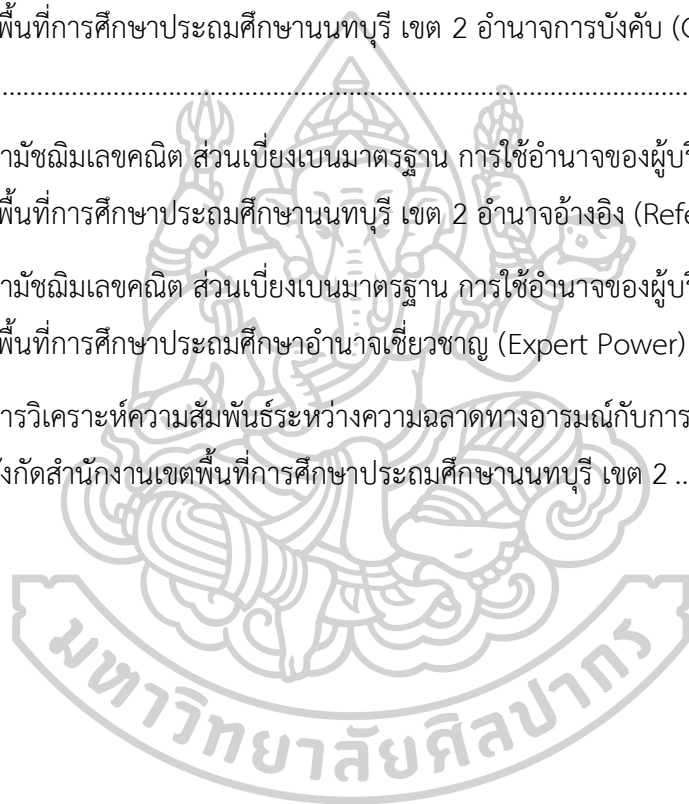 พื้นที่การศึกษาประถมศึกษานนทบุรี เขต 2 อำนาจการบังคับ (
................................................................................................
ามัชฌิมเลขคณิต ส่วนเบี่ยงเบนมาตรฐาน การใช้อำนาจของผู้บริ
พื้นที่การศึกษาประถมศึกษานนทบุรี เขต 2 อำนาจอ้างอิง (Refe
ามัชฌิมเลขคณิต ส่วนเบี่ยงเบนมาตรฐาน การใช้อำนาจของผู้บริ
พื้นที่การศึกษาประถมศึกษาอำนาจเชี่ยวชาญ (Expert Power)
ารวิเคราะห์ความสัมพันธ์ระหว่างความฉลาดทางอารมณ์กับการ
ังกัดสำนักงานเขตพื้นที่การศึกษาประถมศึกษานนทบุรี เขต 2 ..
มหาวิทยาลัยศิลปากร